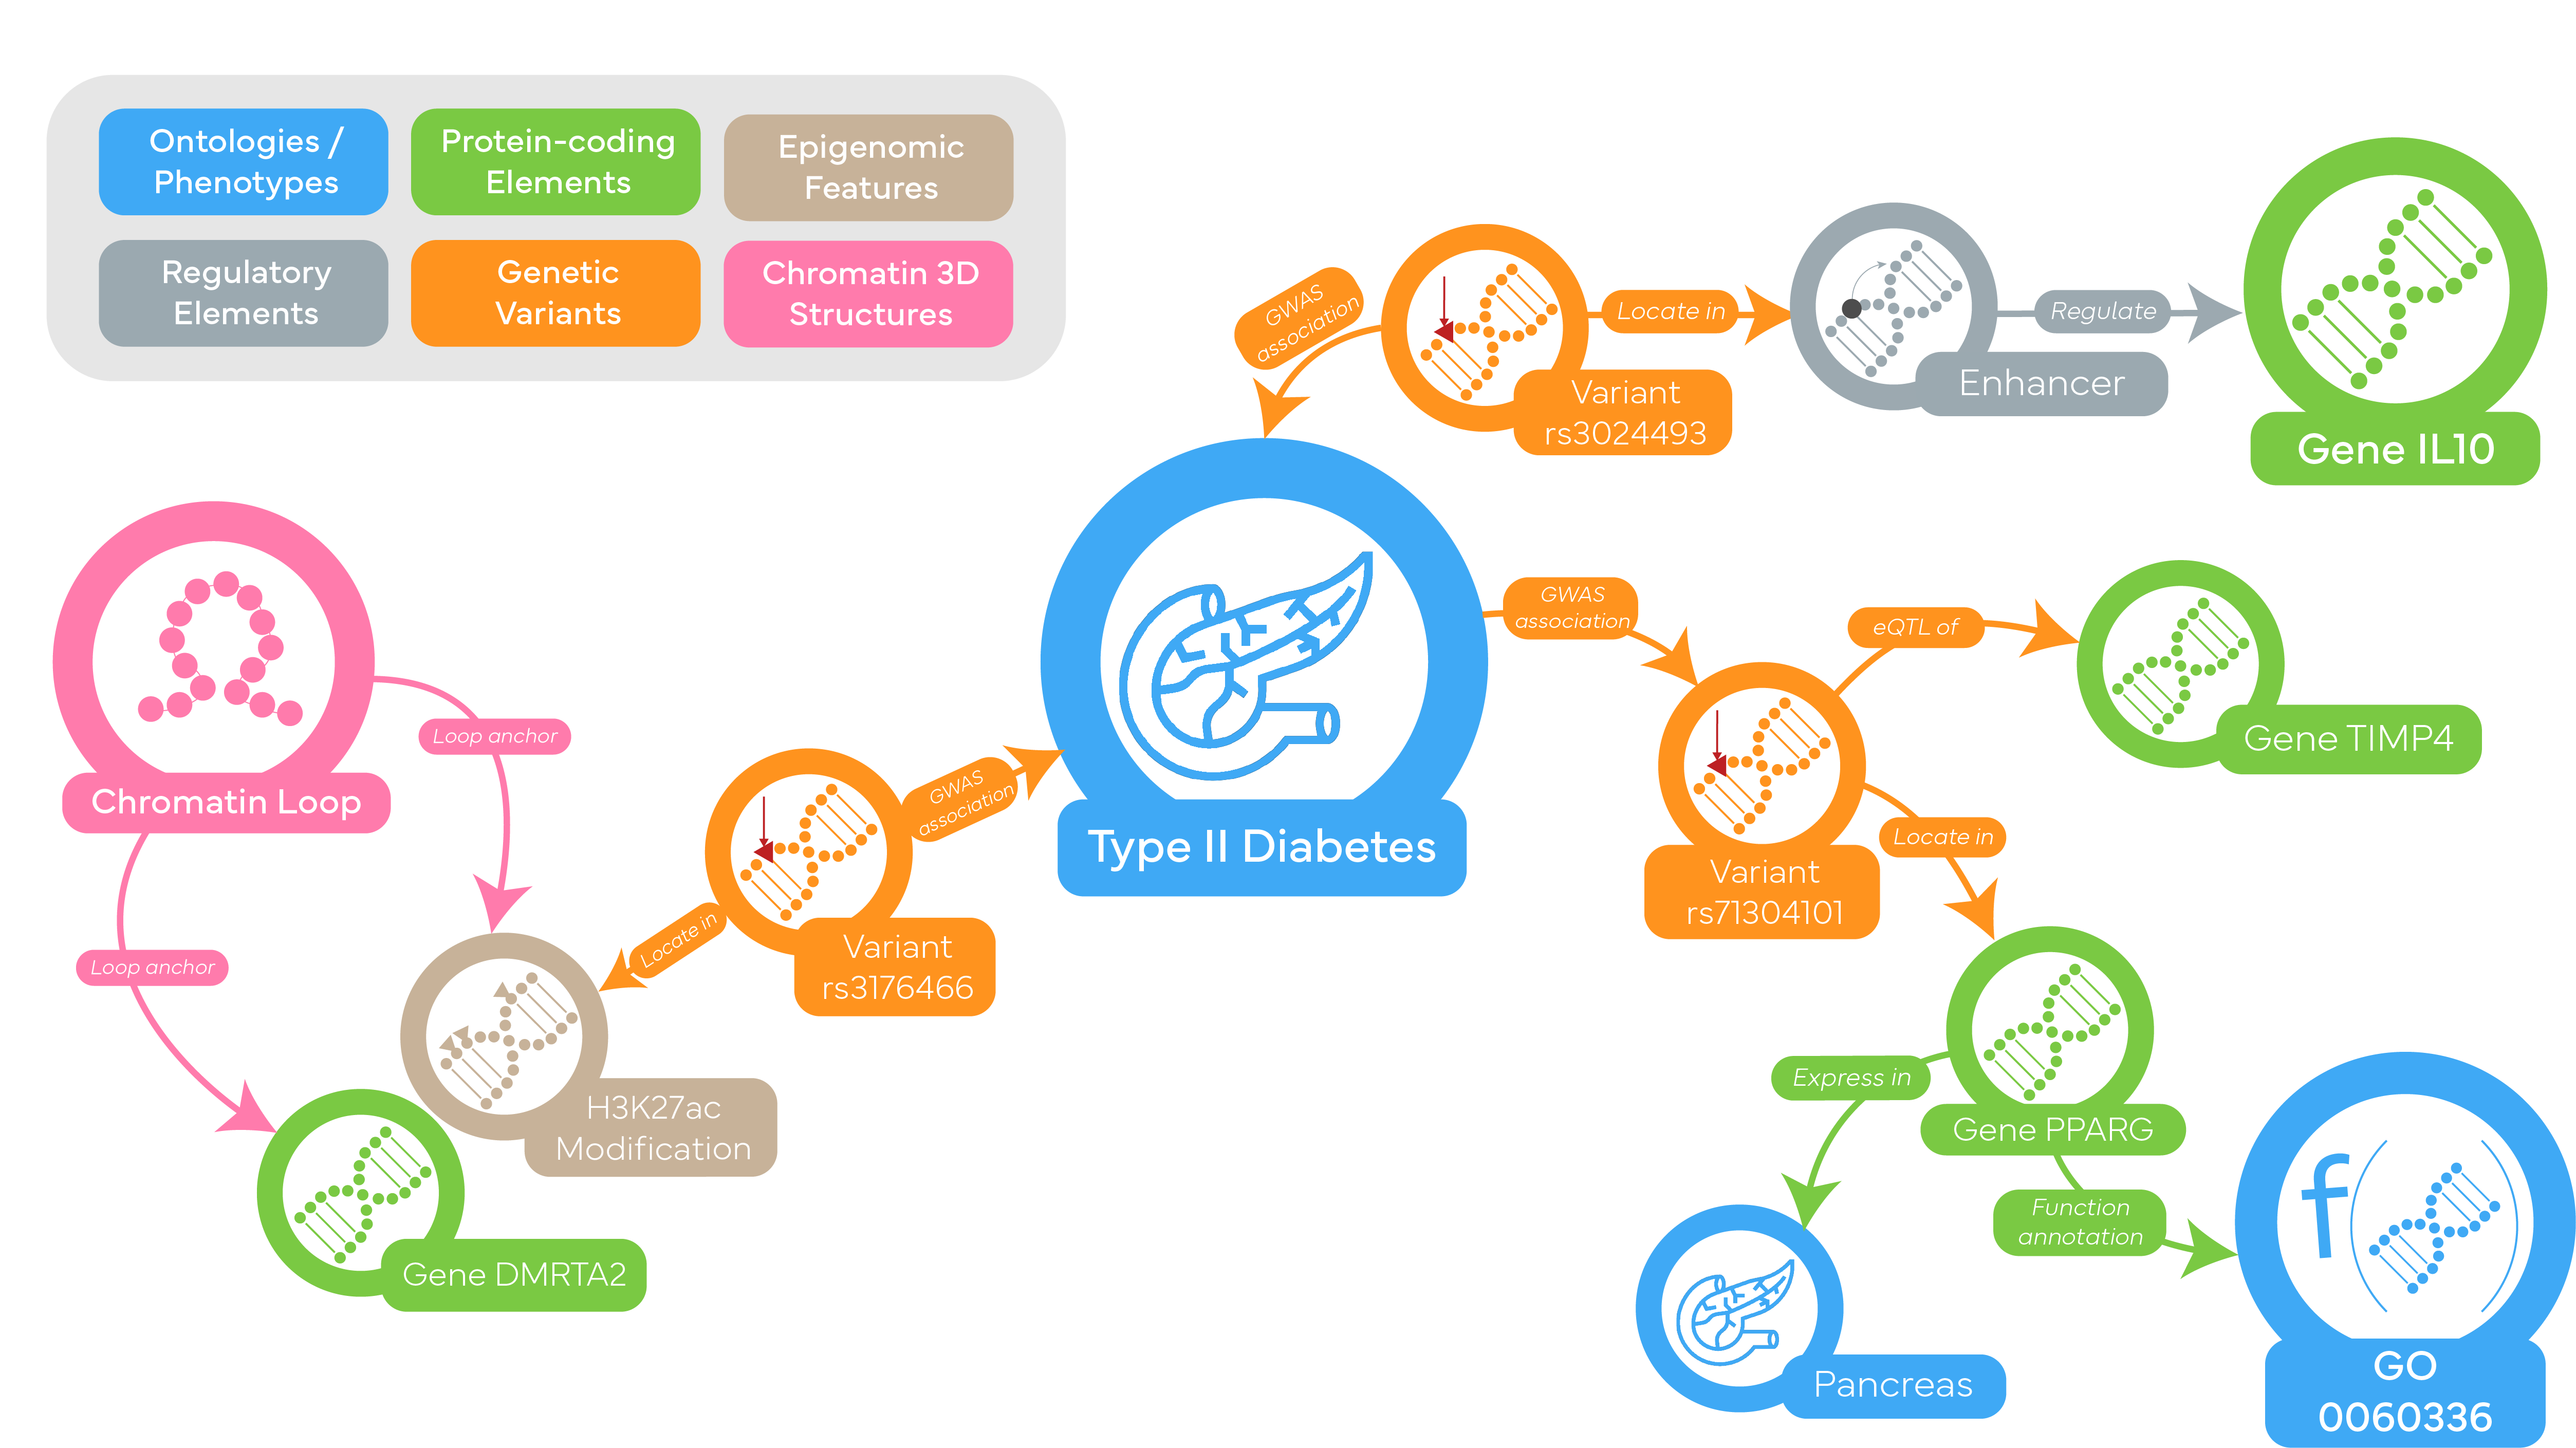 Ontologies /
Phenotypes
Protein-coding
Elements
Epigenomic
Features
Regulatory
Elements
Genetic
Variants
Chromatin 3D
Structures
GWAS
association
Variant
rs3024493
Locate in
Enhancer
Regulate
Gene IL10
Chromatin Loop
Loop anchor
Loop anchor
Type II Diabetes
GWAS
association
Variant
rs3176466
Locate in
H3K27ac
Modification
Gene DMRTA2
GWAS
association
Variant
rs71304101
eQTL of
Gene TIMP4
Locate in
Gene PPARG
Express in
Pancreas
Function
annotation
f
GO
0060336